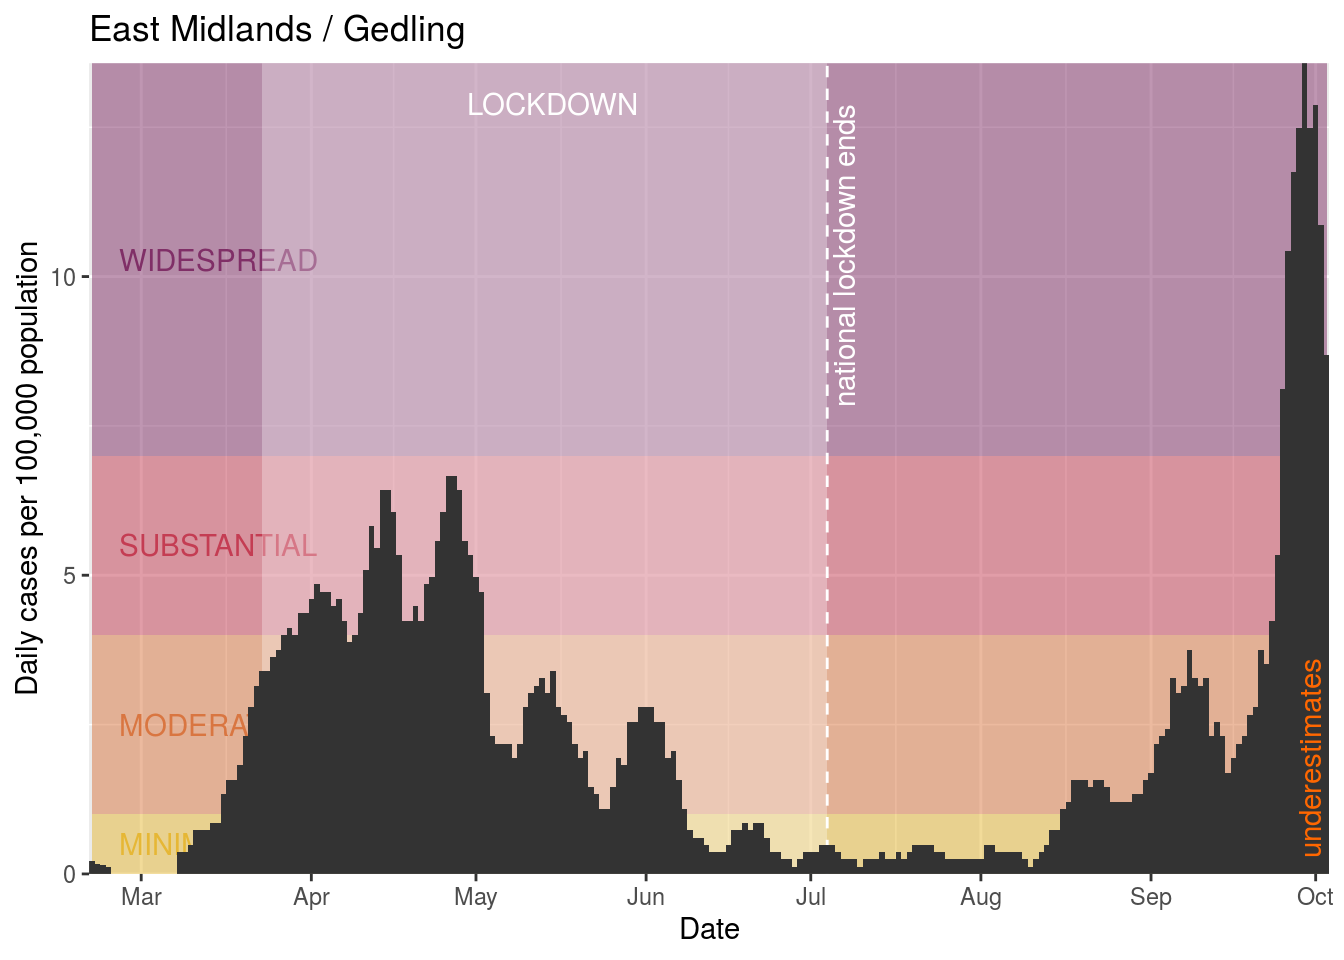 East Midlands / Gedling
LOCKDOWN
national lockdown ends
WIDESPREAD
SUBSTANTIAL
MODERA
MINIM
underestimates
Daily cases per 100,000 population
10
5
0
Mar Apr May Jun Jul Aug Sep Oct
Date